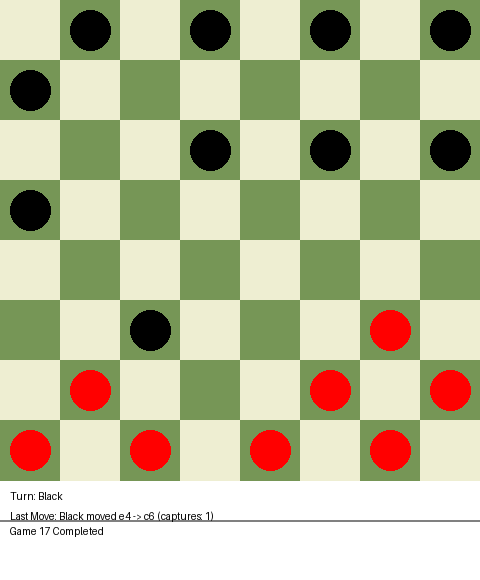 Turn: Black
Last Move: Black moved e4 -> c6 (captures: 1)
Game 17 Completed